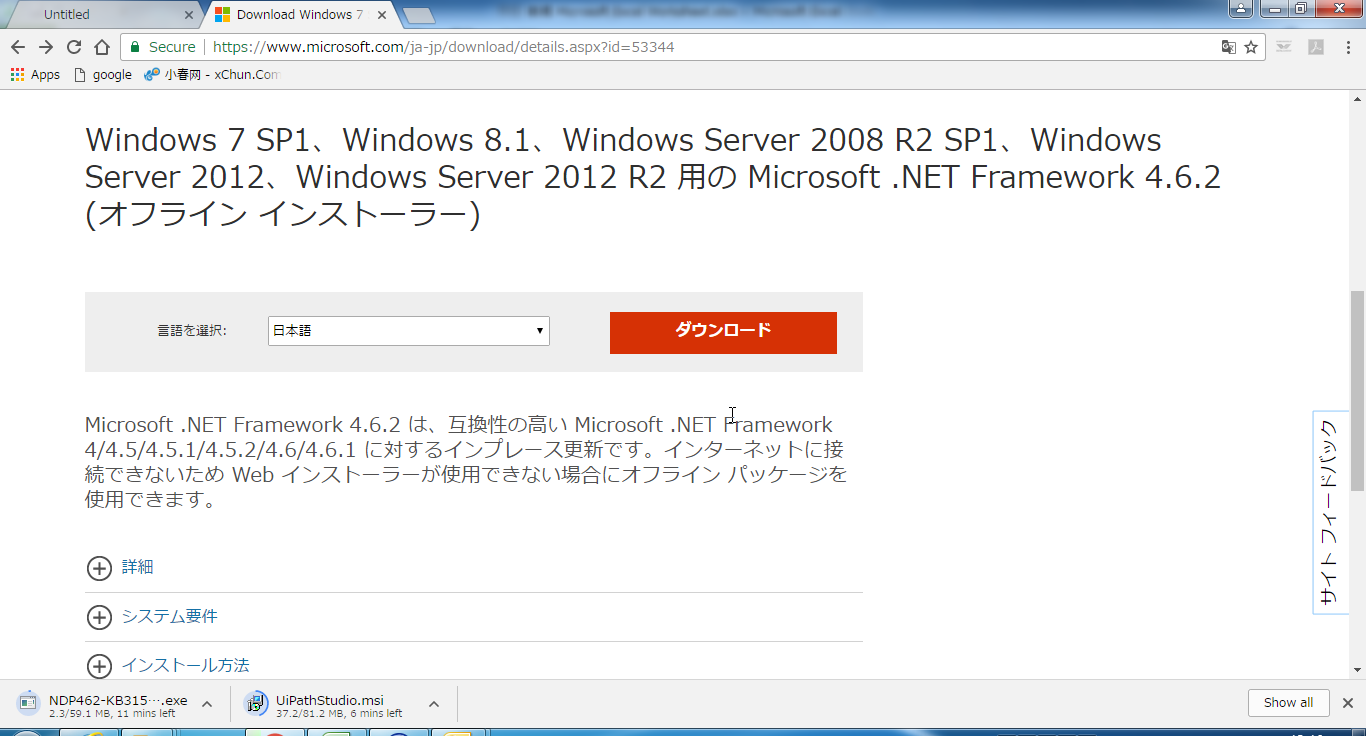 Untitled
Download Windows 7
Secure
https://www.microsoft.com/ja-jp/download/details.aspx?id=53344
Apps
google
小春网 - xChun.Com
Windows 7 SP1、Windows 8.1、Windows Server 2008 R2 SP1、Windows
Server 2012、Windows Server 2012 R2 用の Microsoft .NET Framework 4.6.2
(オフライン インストーラー)
言語を選択:
日本語
ダウンロード
Microsoft .NET Framework 4.6.2 は、互換性の高い Microsoft .NET Framework
4/4.5/4.5.1/4.5.2/4.6/4.6.1 に対するインプレース更新です。インターネットに接
続できないため Web インストーラーが使用できない場合にオフライン パッケージを
使用できます。
詳細
システム要件
インストール方法
サイト フィードバック
NDP462-KB315….exe
2.3/59.1 MB, 11 mins left
UiPathStudio.msi
37.2/81.2 MB, 6 mins left
Show all